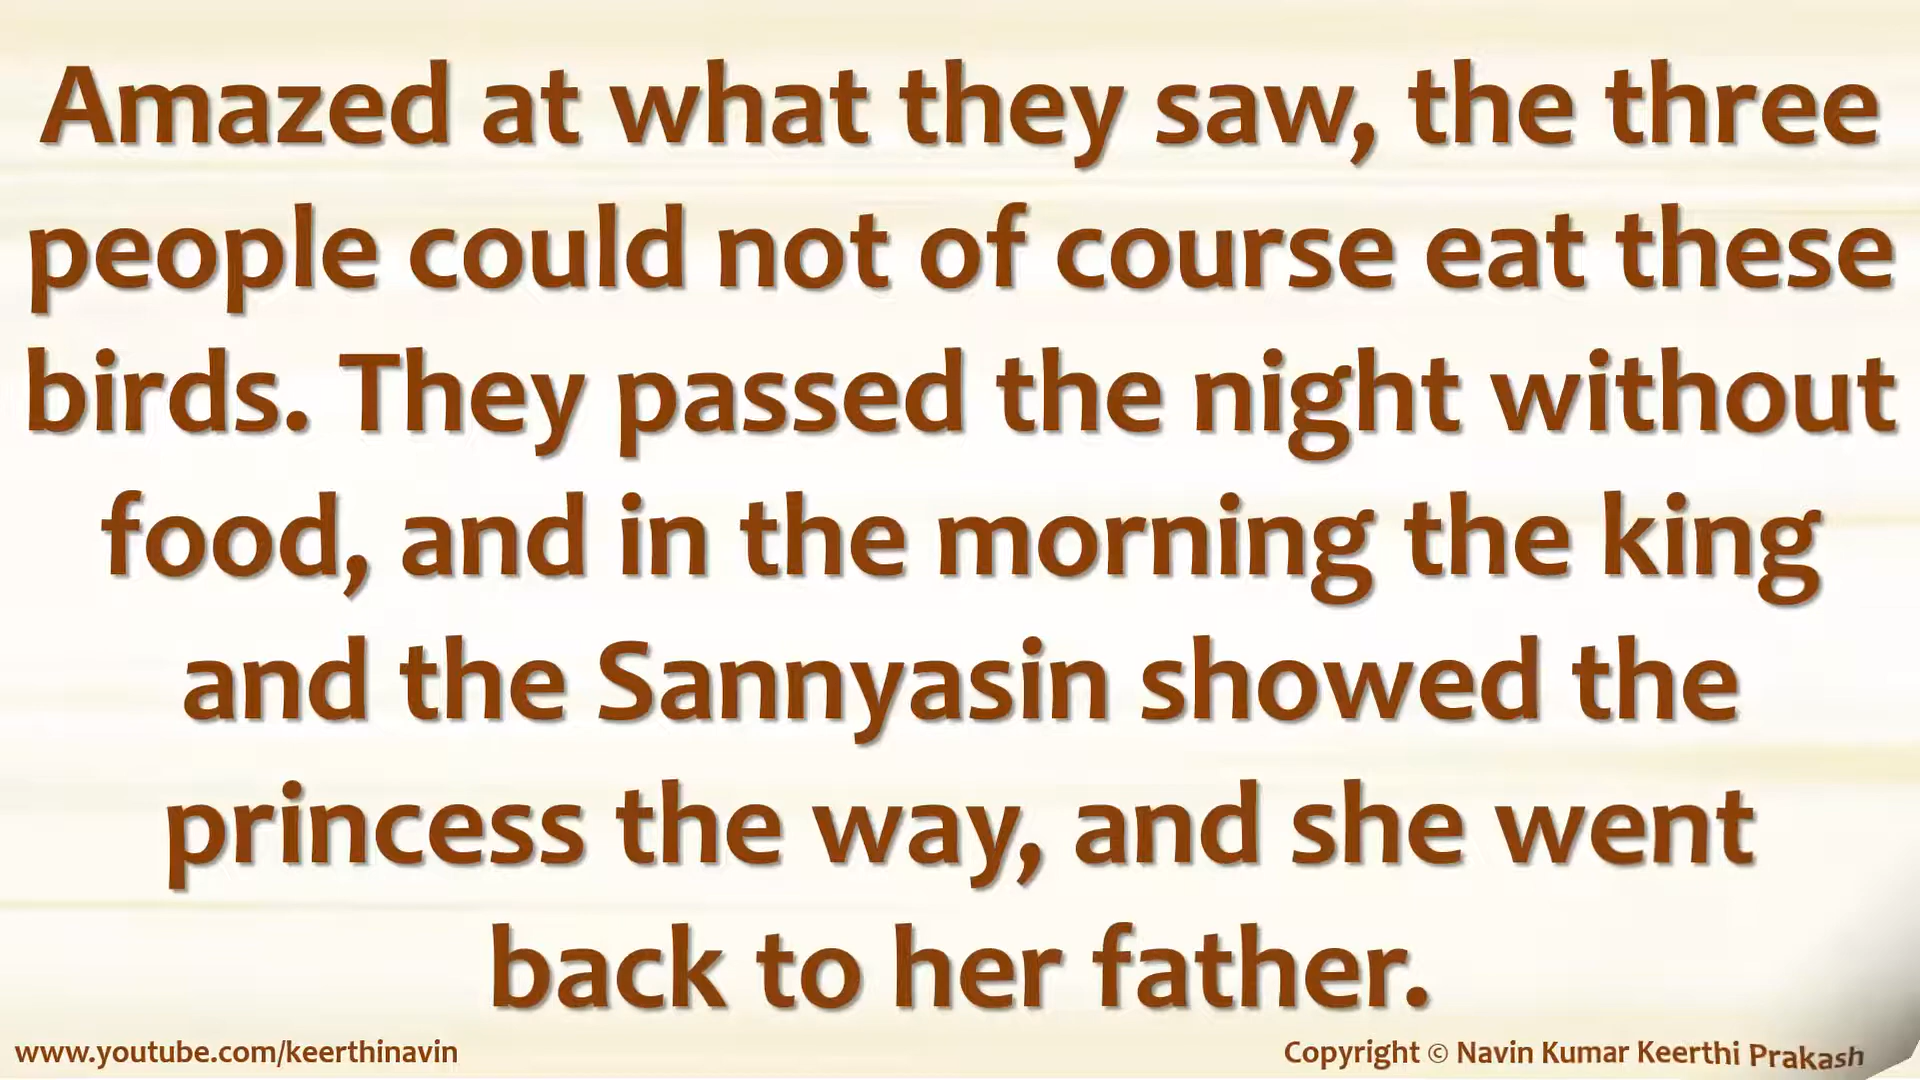 Amazed at what they saw, the three
people could not of course eat these
birds. They passed the night without
food, and in the morning the king
and the Sannyasin showed the
princess the way, and she went
back to her father.
www.youtube.com/keerthinavin
Copyright © Navin Kumar Keerthi Prakash